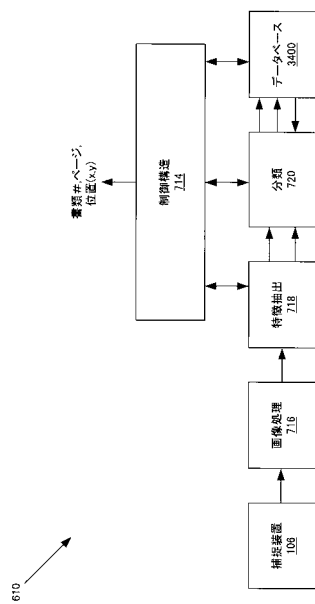 610
書類#,ページ,
位置(x,y)
制御構造
714
捕捉装置
106
画像処理
716
特徴抽出
718
分類
720
データベース
3400